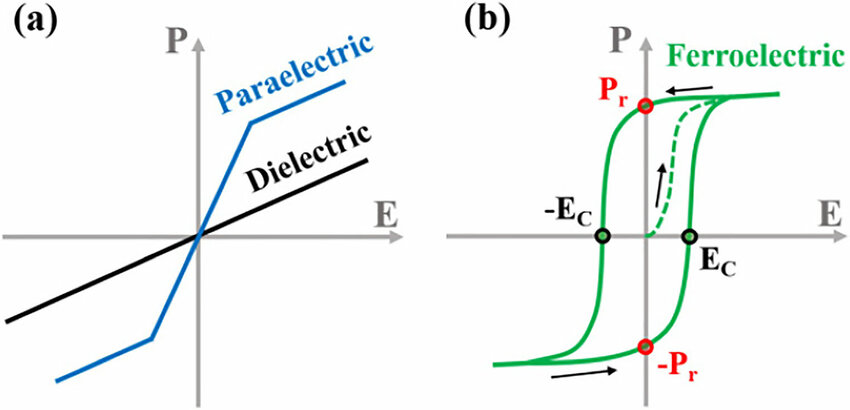 (a)
P
Paraelectric
Dielectric
E
(b)
P
Ferroelectric
Pr
-EC
E
EC
-Pr